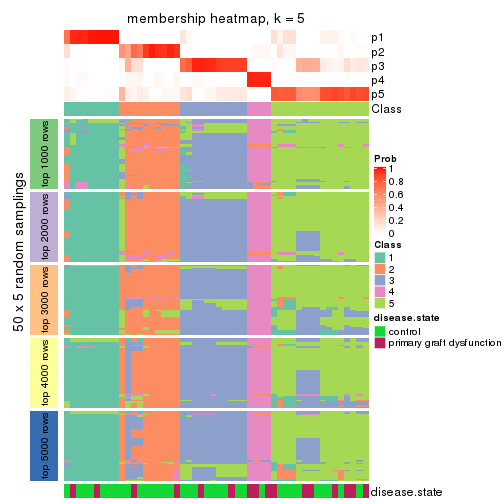 membership heatmap, k = 5
p1
p2
p3
p4
p5
Class
50 x 5 random samplings
top 1000 rows
top 2000 rows
top 3000 rows
top 4000 rows
top 5000 rows
Prob
1
0.8
0.6
0.4
0.2
0
Class
1
2
3
4
5
disease.state
control
primary graft dysfunction
disease.state